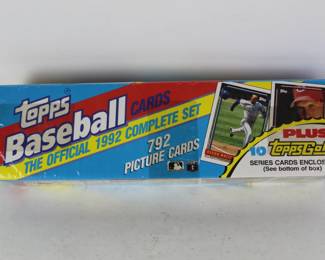 Topps
Baseball CARDS
THE OFFICIAL 1992 COMPLETE SET
792
PICTURE CARDS
PLUS
10 Topps Gold
SERIES CARDS ENCLOSED
(See bottom of box)